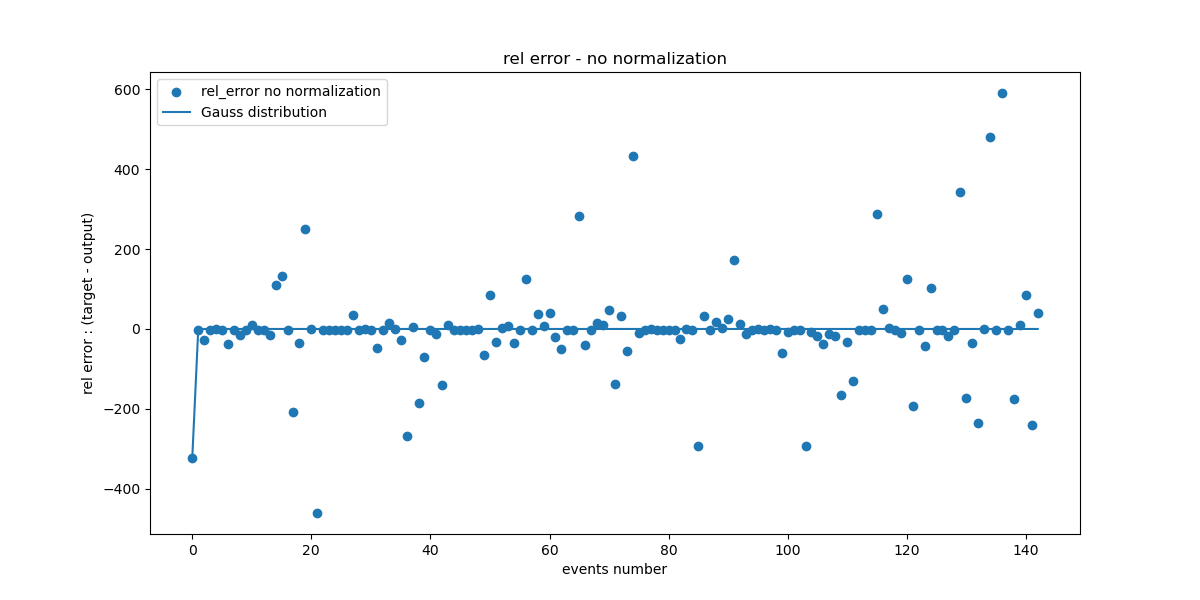 rel error - no normalization
rel_error no normalization
Gauss distribution
rel error : (target - output)
600
400
200
0
−200
−400
0 20 40 60 80 100 120 140
events number